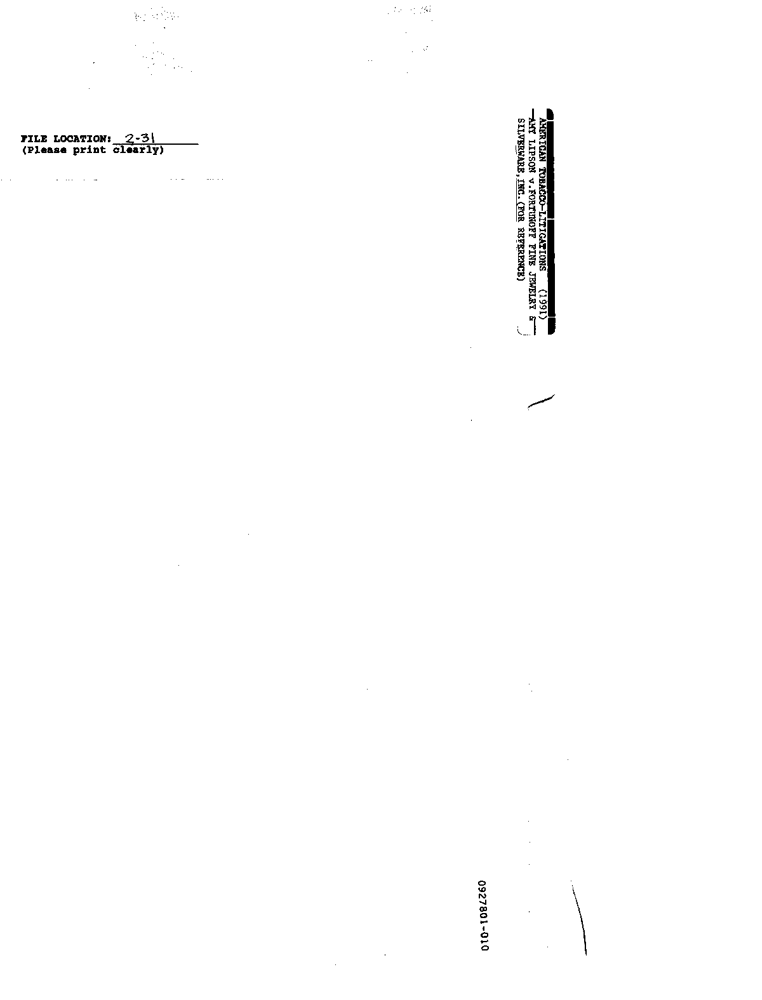 FILE LOCATION: 2-31
(Please print clearly)
AMERICAN TOBACCO-LITIGATIONS (1991)
AMY LIPSON v. FORTUNOFF FINE JEWELRY &
SILVERWARE, INC. (FOR REFERENCE)
0927801-010